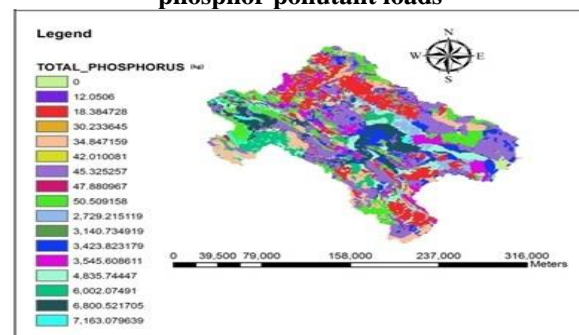 phosphor pollutant loads
Legend
TOTAL_PHOSPHORUS (kg)
0
12.0506
18.384728
30.233645
34.847159
42.010081
45.325257
47.880967
50.509158
2,729.215119
3,140.734919
3,423.823179
3,545.608611
4,835.74447
6,002.07491
6,800.521705
7,163.079639
N
W E
S
0 39,500 79,000 158,000 237,000 316,000
Meters